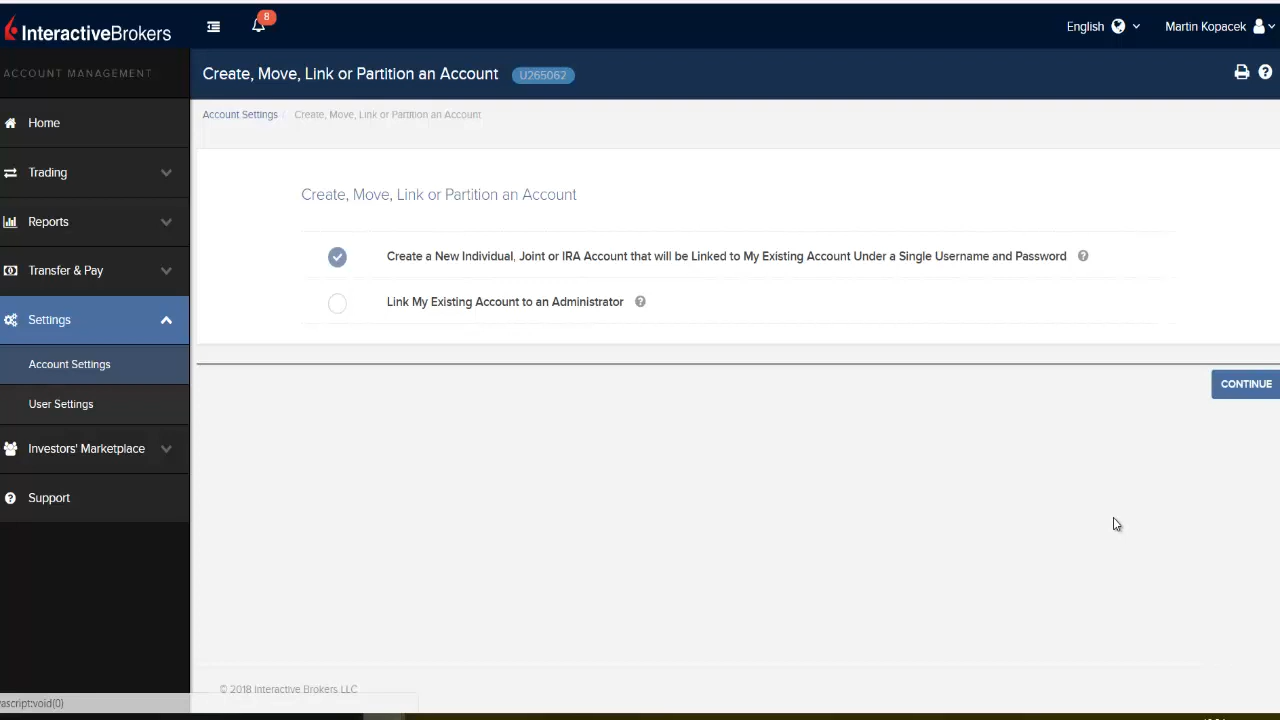 InteractiveBrokers
8
English
Martin Kopacek
ACCOUNT MANAGEMENT
Create, Move, Link or Partition an Account
U265062
Account Settings / Create, Move, Link or Partition an Account
Home
Trading
Reports
Transfer & Pay
Settings
Account Settings
User Settings
Investors' Marketplace
Support
Create, Move, Link or Partition an Account
Create a New Individual, Joint or IRA Account that will be Linked to My Existing Account Under a Single Username and Password
Link My Existing Account to an Administrator
CONTINUE
© 2018 Interactive Brokers LLC
ascript:void(0)